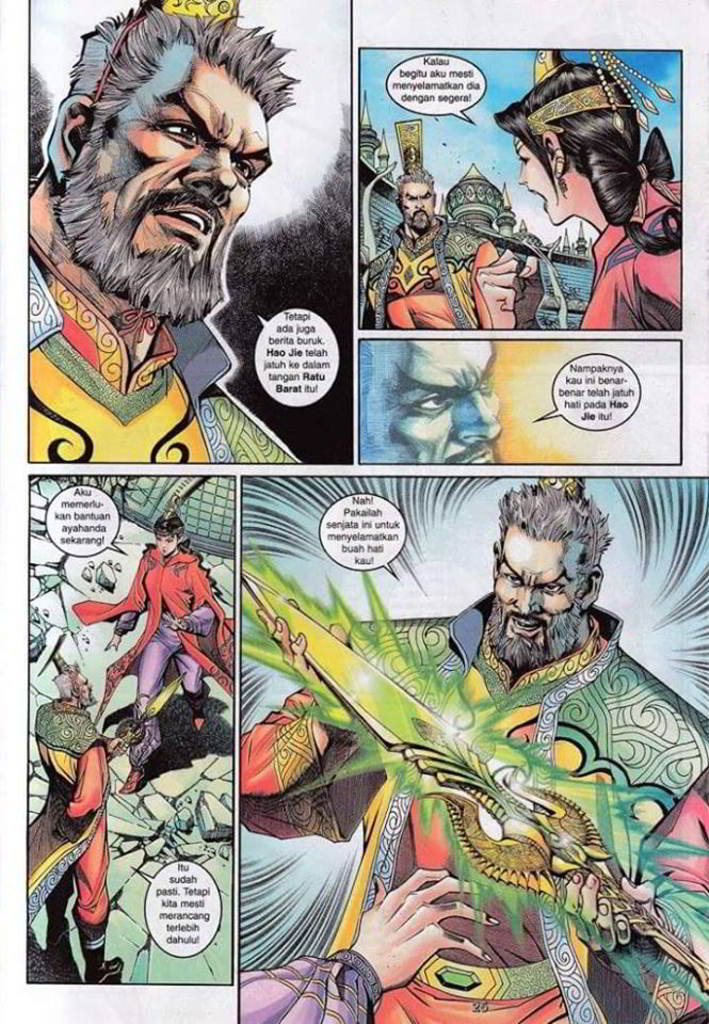 Tetapi
ada juga
berita buruk.
Hao Jie telah
jatuh ke dalam
tangan Ratu
Barat itu!
Kalau
begitu aku mesti
menyelamatkan dia
dengan segera!
Nampaknya
kau ini benar-
benar telah jatuh
hati pada Hao
Jie itu!
Aku
memerlu-
kan bantuan
ayahanda
sekarang!
Itu
sudah
pasti. Tetapi
kita mesti
merancang
terlebih
dahulu!
Nah!
Pakailah
senjata ini untuk
menyelamatkan
buah hati
kau!
25